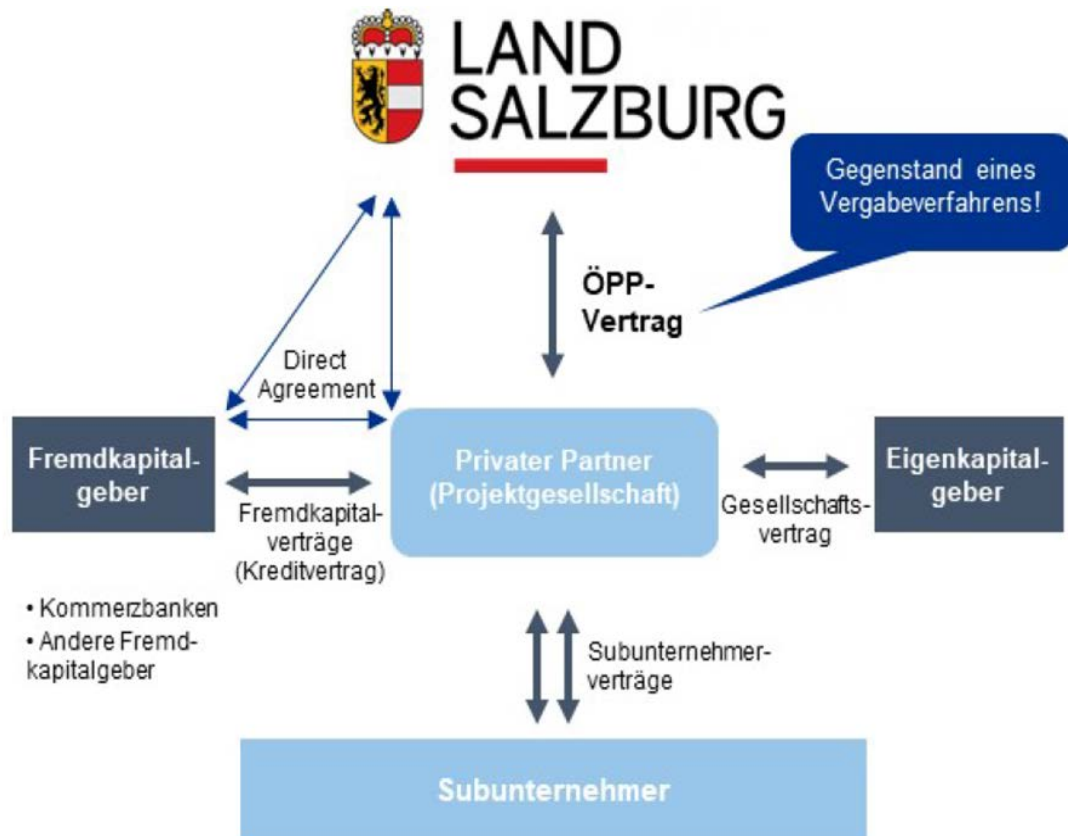 LAND
SALZBURG
Gegenstand eines
Vergabeverfahrens!
ÖPP-
Vertrag
Direct
Agreement
Fremdkapital-
geber
Privater Partner
(Projektgesellschaft)
Eigenkapital-
geber
Fremdkapital-
verträge
(Kreditvertrag)
Gesellschafts-
vertrag
• Kommerzbanken
• Andere Fremd-
kapitalgeber
Subunternehmer-
verträge
Subunternehmer